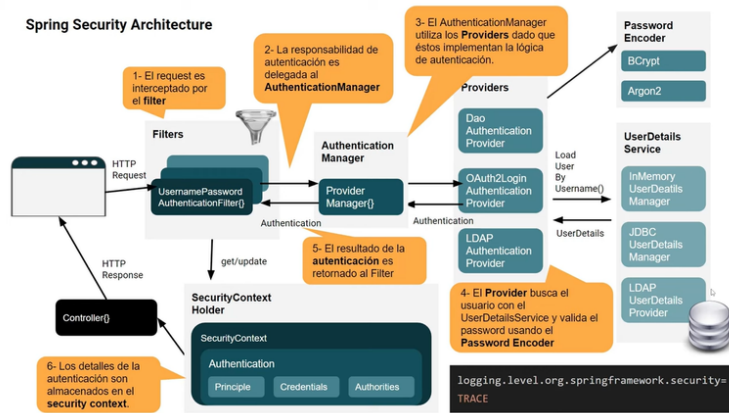 Spring Security Architecture
1- El request es
interceptado por
el filter
2- La responsabilidad de
autenticación es
delegada al
AuthenticationManager
3- El AuthenticationManager
utiliza los Providers dado que
éstos implementan la lógica
de autenticación.
Password
Encoder
BCrypt
Argon2
Providers
Dao
Authentication
Provider
OAuth2Login
Authentication
Provider
LDAP
Authentication
Provider
Filters
UsernamePassword
AuthenticationFilter{}
Authentication
Manager
Provider
Manager{}
HTTP
Request
Authentication
Authentication
Load
User
By
Username()
UserDetails
UserDetails
Service
InMemory
UserDeatils
Manager
JDBC
UserDetails
Manager
LDAP
UserDetails
Provider
5- El resultado de la
autenticación es
retornado al Filter
get/update
HTTP
Response
Controller{}
SecurityContext
Holder
SecurityContext
Authentication
Principle
Credentials
Authorities
4- El Provider busca el
usuario con el
UserDetailsService y valida el
password usando el
Password Encoder
6- Los detalles de la
autenticación son
almacenados en el
security context.
logging.level.org.springframework.security=
TRACE